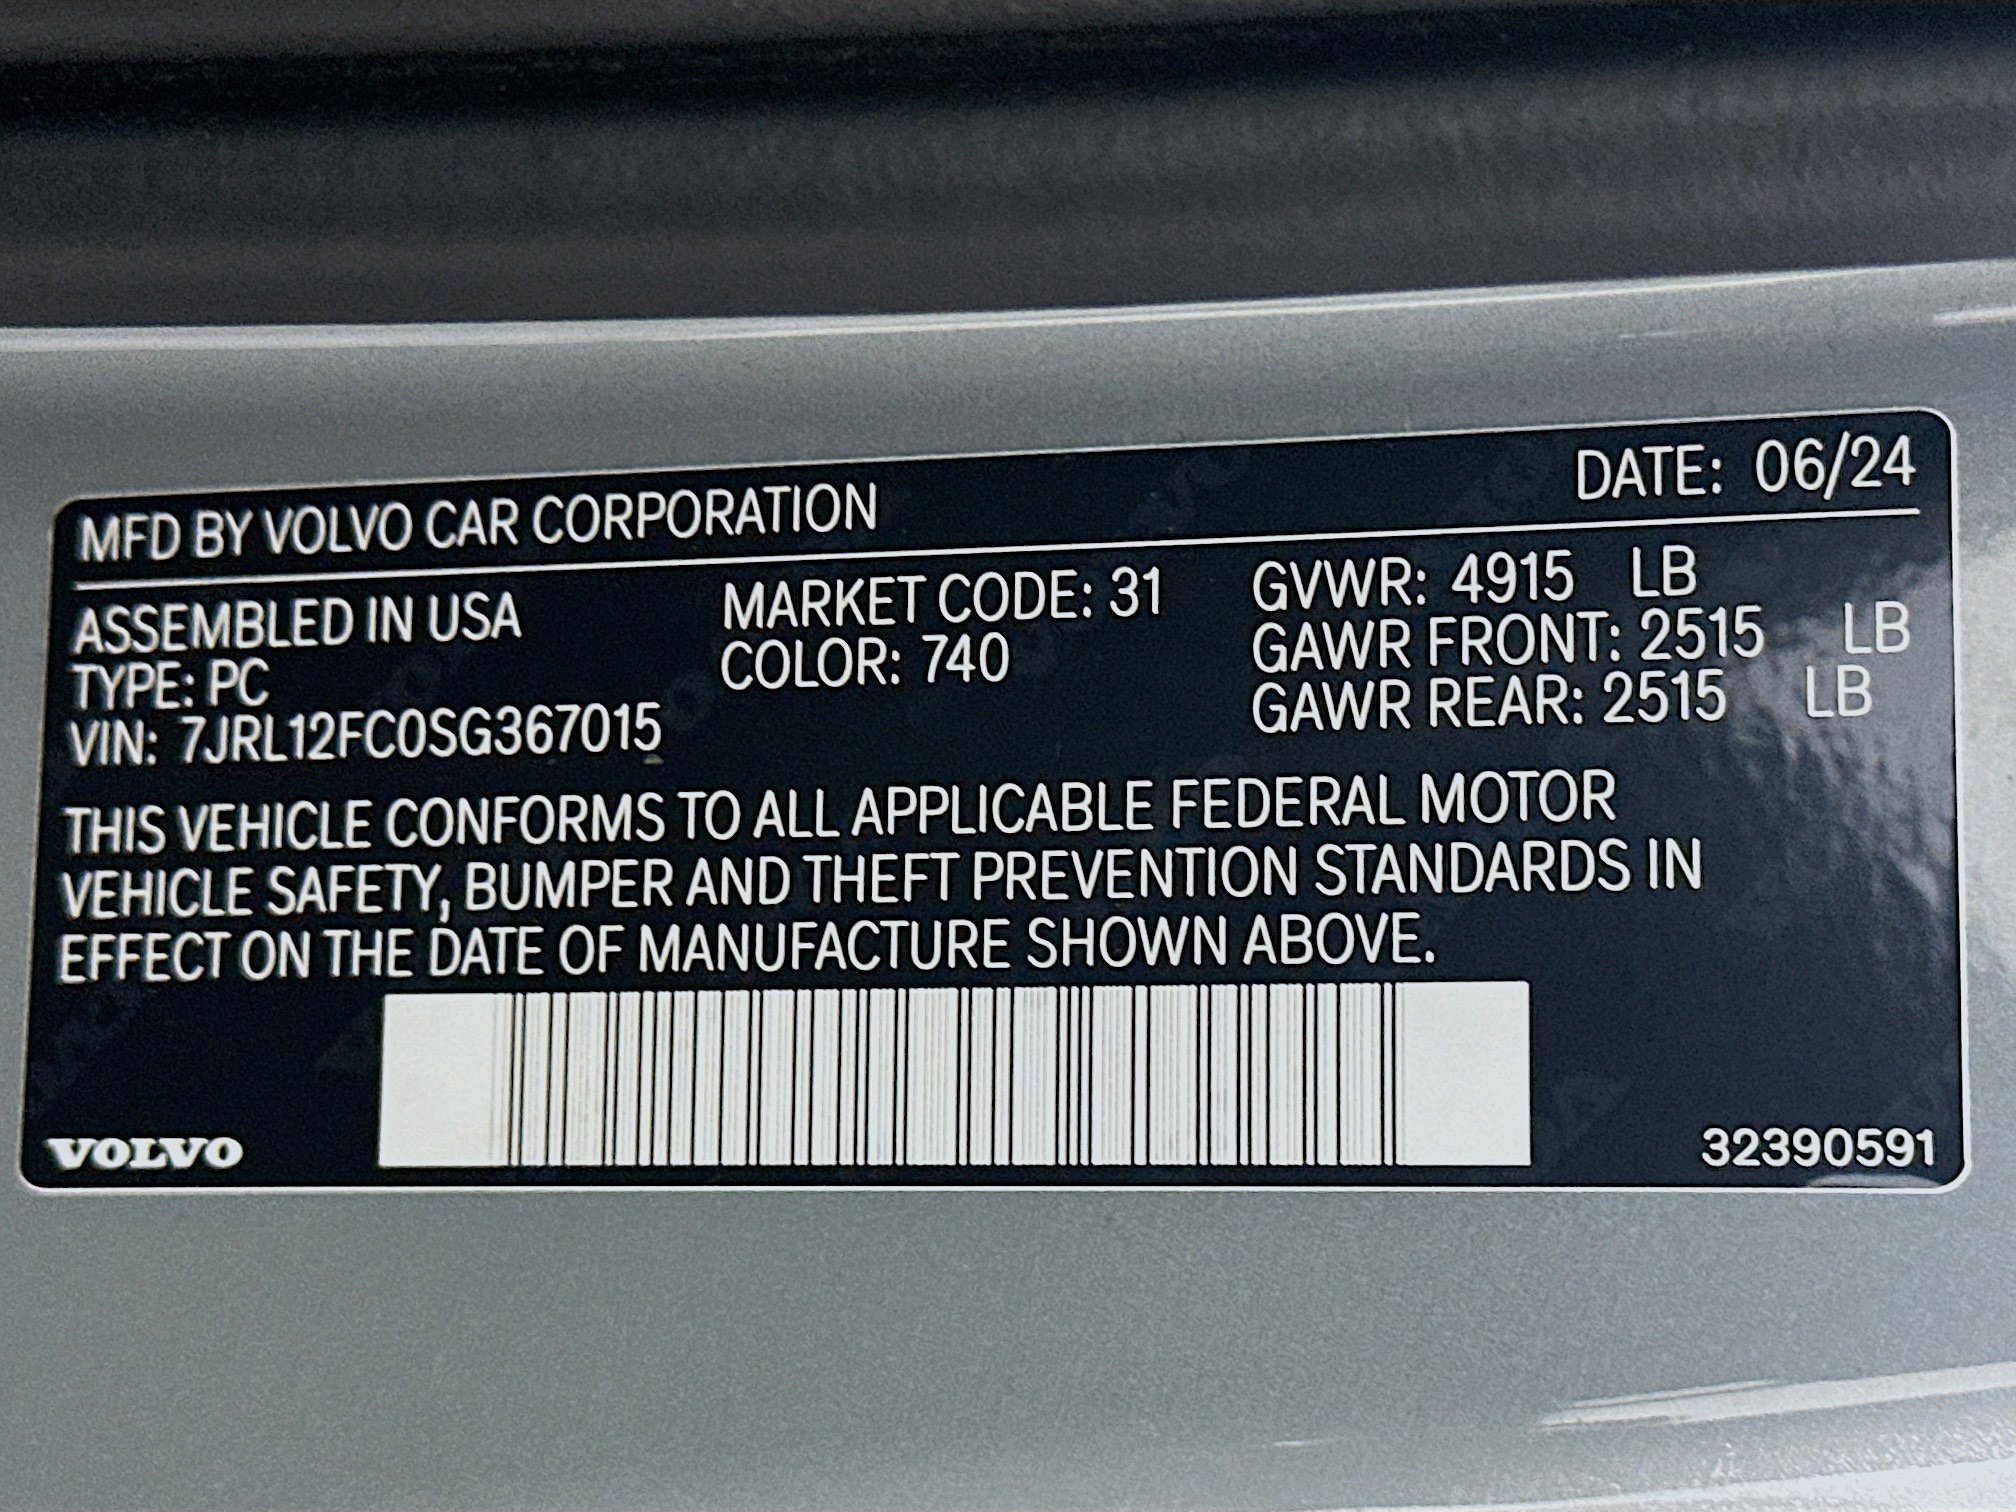 MFD BY VOLVO CAR CORPORATION DATE: 06/24
ASSEMBLED IN USA MARKET CODE: 31 GVWR: 4915 LB
TYPE: PC COLOR: 740 GAWR FRONT: 2515 LB
VIN: 7JRL12FC0SG367015 GAWR REAR: 2515 LB
THIS VEHICLE CONFORMS TO ALL APPLICABLE FEDERAL MOTOR
VEHICLE SAFETY, BUMPER AND THEFT PREVENTION STANDARDS IN
EFFECT ON THE DATE OF MANUFACTURE SHOWN ABOVE.
VOLVO 32390591